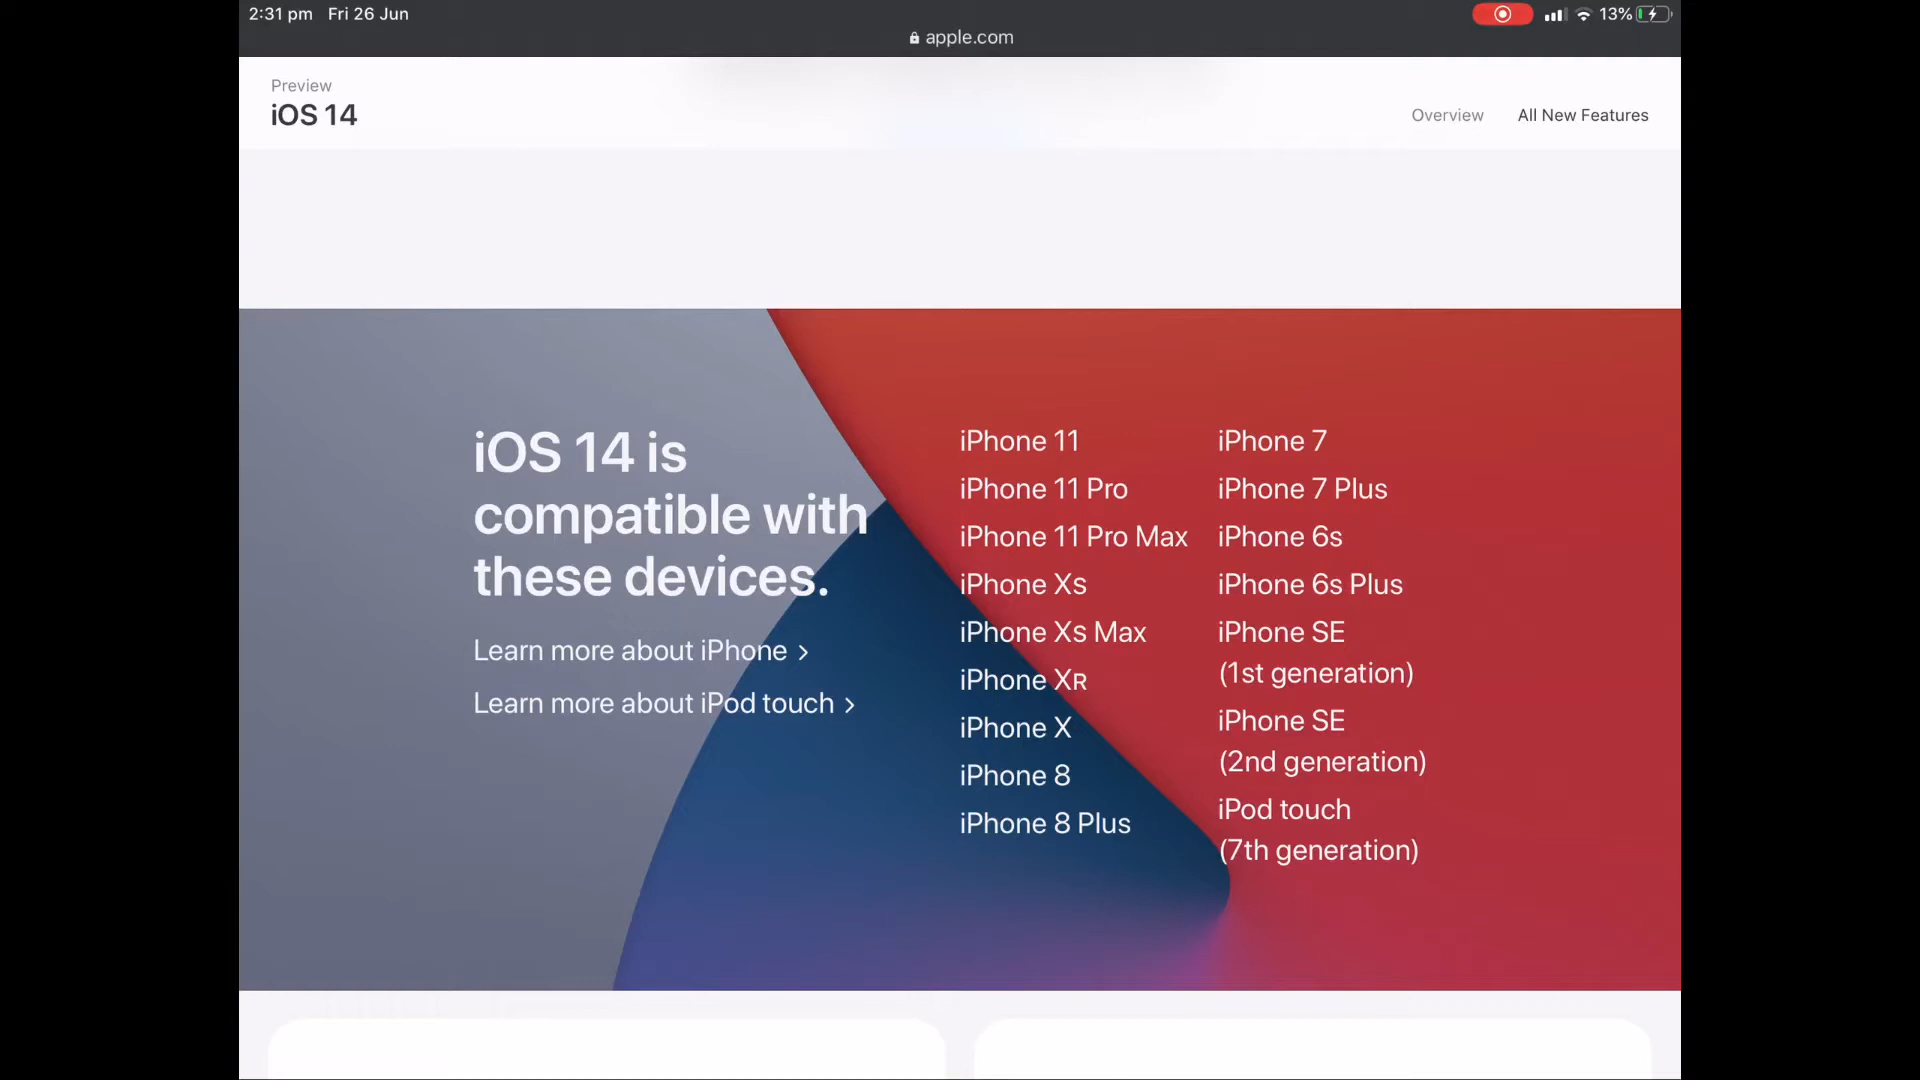 2:31 pm Fri 26 Jun
13%
apple.com
Preview
iOS 14
Overview All New Features
iOS 14 is
compatible with
these devices.
Learn more about iPhone >
Learn more about iPod touch >
iPhone 11
iPhone 11 Pro
iPhone 11 Pro Max
iPhone Xs
iPhone Xs Max
iPhone XR
iPhone X
iPhone 8
iPhone 8 Plus
iPhone 7
iPhone 7 Plus
iPhone 6s
iPhone 6s Plus
iPhone SE
(1st generation)
iPhone SE
(2nd generation)
iPod touch
(7th generation)